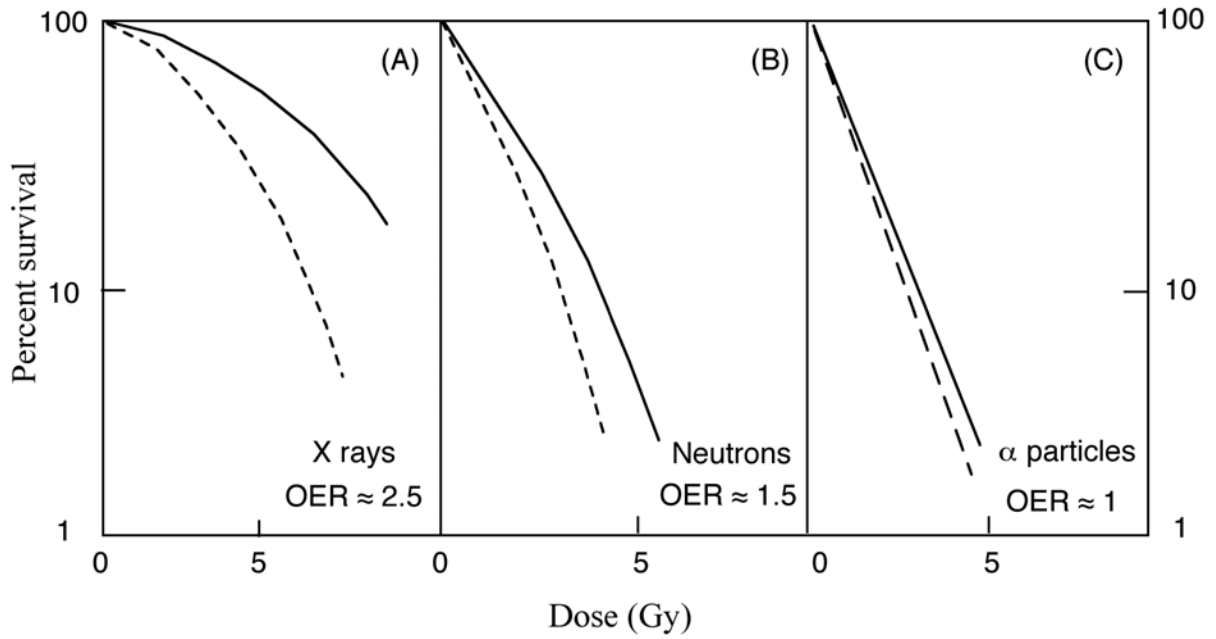 100
(A)
(B)
(C)
100
Percent survival
10
10
X rays
OER ≈ 2.5
Neutrons
OER ≈ 1.5
α particles
OER ≈ 1
1
1
0
5
0
5
0
5
Dose (Gy)